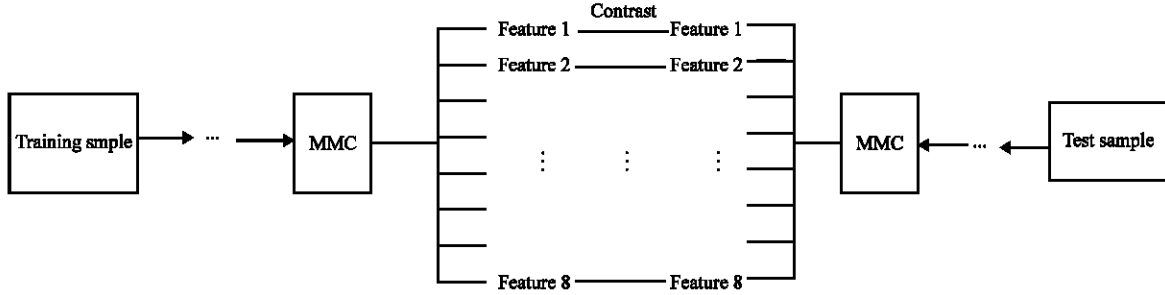 Contrast
Feature 1 Feature 1
Feature 2 Feature 2
Training smple ... MMC MMC ... Test sample
Feature 8 Feature 8